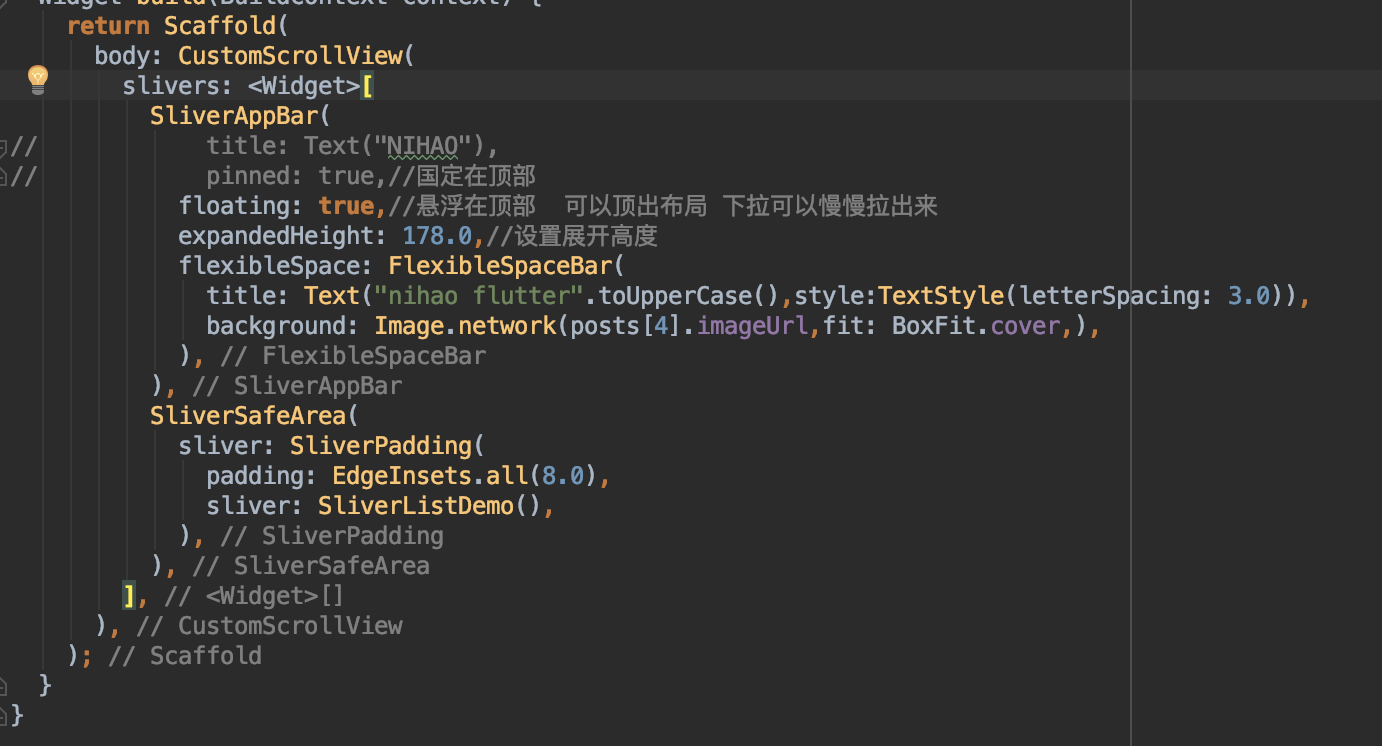 Widget build(BuildContext context) {
return Scaffold(
body: CustomScrollView(
slivers: <Widget>[
SliverAppBar(
// title: Text("NIHAO"),
// pinned: true,//国定在顶部
floating: true,//悬浮在顶部 可以顶出布局 下拉可以慢慢拉出来
expandedHeight: 178.0,//设置展开高度
flexibleSpace: FlexibleSpaceBar(
title: Text("nihao flutter".toUpperCase(),style:TextStyle(letterSpacing: 3.0)),
background: Image.network(posts[4].imageUrl,fit: BoxFit.cover,),
), // FlexibleSpaceBar
), // SliverAppBar
SliverSafeArea(
sliver: SliverPadding(
padding: EdgeInsets.all(8.0),
sliver: SliverListDemo(),
), // SliverPadding
), // SliverSafeArea
], // <Widget>[]
), // CustomScrollView
); // Scaffold
}
}